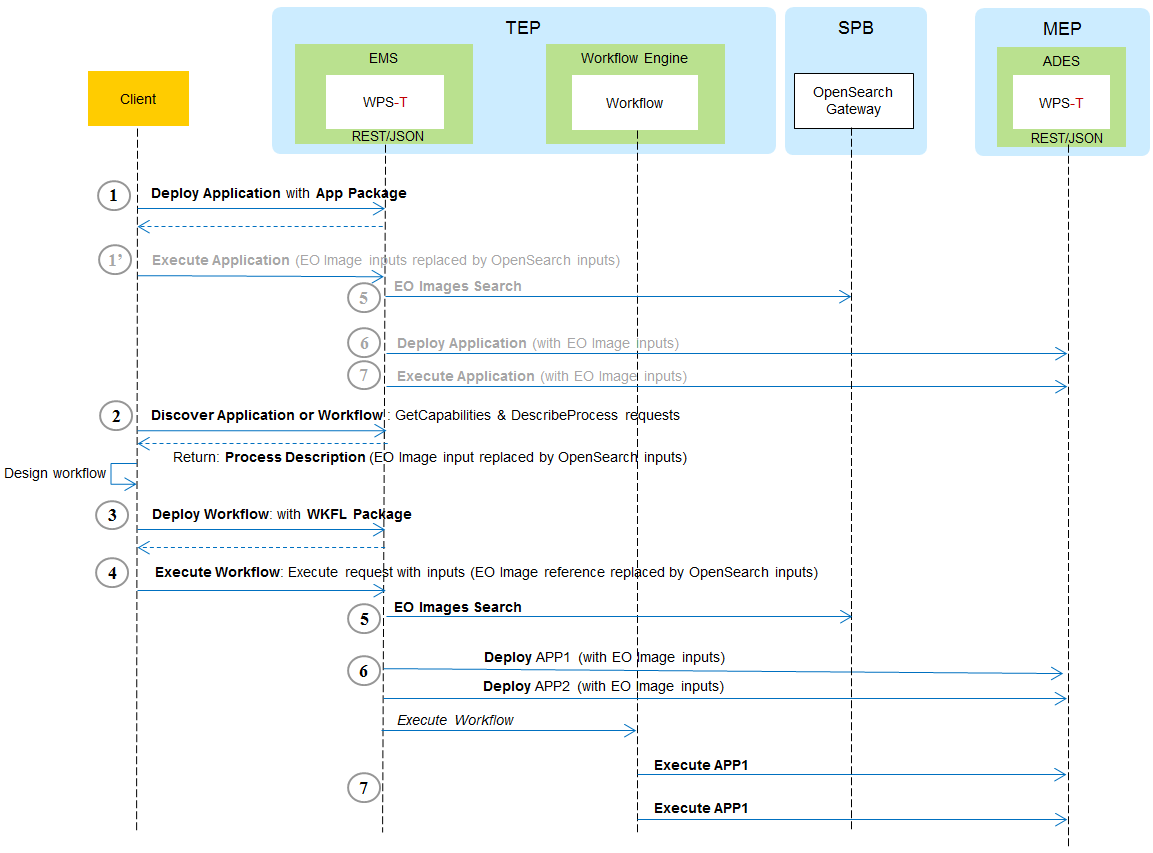 TEP
SPB
MEP
EMS
Workflow Engine
ADES
Client
WPS-T
Workflow
OpenSearch
Gateway
WPS-T
REST/JSON
REST/JSON
1
Deploy Application with App Package
1’
Execute Application (EO Image inputs replaced by OpenSearch inputs)
5
EO Images Search
6
Deploy Application (with EO Image inputs)
7
Execute Application (with EO Image inputs)
2
Discover Application or Workflow : GetCapabilities & DescribeProcess requests
Return: Process Description (EO Image input replaced by OpenSearch inputs)
Design workflow
3
Deploy Workflow: with WKFL Package
4
Execute Workflow: Execute request with inputs (EO Image reference replaced by OpenSearch inputs)
5
EO Images Search
6
Deploy APP1 (with EO Image inputs)
Deploy APP2 (with EO Image inputs)
Execute Workflow
7
Execute APP1
Execute APP1